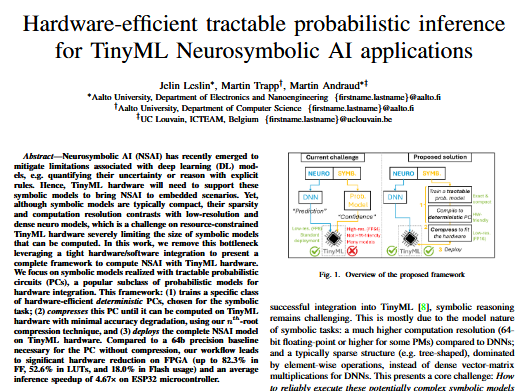 Hardware-efficient tractable probabilistic inference
for TinyML Neurosymbolic AI applications
Jelin Leslin*, Martin Trapp†, Martin Andraud*‡
*Aalto University, Department of Electronics and Nanoengineering {firstname.lastname}@aalto.fi
†Aalto University, Department of Computer Science {firstname.lastname}@aalto.fi
‡UC Louvain, ICTEAM, Belgium {firstname.lastname}@uclouvain.be
Abstract—Neurosymbolic AI (NSAI) has recently emerged to
mitigate limitations associated with deep learning (DL) mod-
els, e.g. quantifying their uncertainty or reason with explicit
rules. Hence, TinyML hardware will need to support these
symbolic models to bring NSAI to embedded scenarios. Yet,
although symbolic models are typically compact, their sparsity
and computation resolution contrasts with low-resolution and
dense neuro models, which is a challenge on resource-constrained
TinyML hardware severely limiting the size of symbolic models
that can be computed. In this work, we remove this bottleneck
leveraging a tight hardware/software integration to present a
complete framework to compute NSAI with TinyML hardware.
We focus on symbolic models realized with tractable probabilistic
circuits (PCs), a popular subclass of probabilistic models for
hardware integration. This framework: (1) trains a specific class
of hardware-efficient deterministic PCs, chosen for the symbolic
task; (2) compresses this PC until it can be computed on TinyML
hardware with minimal accuracy degradation, using our nth-root
compression technique, and (3) deploys the complete NSAI model
on TinyML hardware. Compared to a 64b precision baseline
necessary for the PC without compression, our workflow leads
to significant hardware reduction on FPGA (up to 82.3% in
FF, 52.6% in LUTs, and 18.0% in Flash usage) and an average
inference speedup of 4.67x on ESP32 microcontroller.
Current challenge
NEURO SYMB.
DNN
Prob. Model
"Prediction"
"Confidence"
Proposed solution
NEURO SYMB.
DNN
Train a tractable
prob. model
Compile to
deterministic PC
Compress to fit
the hardware
3 Deploy
Fig. 1. Overview of the proposed framework
successful integration into TinyML [8], symbolic reasoning
remains challenging. This is mostly due to the model nature
of symbolic tasks: a much higher computation resolution (64-
bit floating-point or higher for some PMs) compared to DNNs;
and a typically sparse structure (e.g. tree-shaped), dominated
by element-wise operations, instead of dense vector-matrix
multiplications for DNNs. This presents a core challenge: How
to reliably execute these potentially complex symbolic models